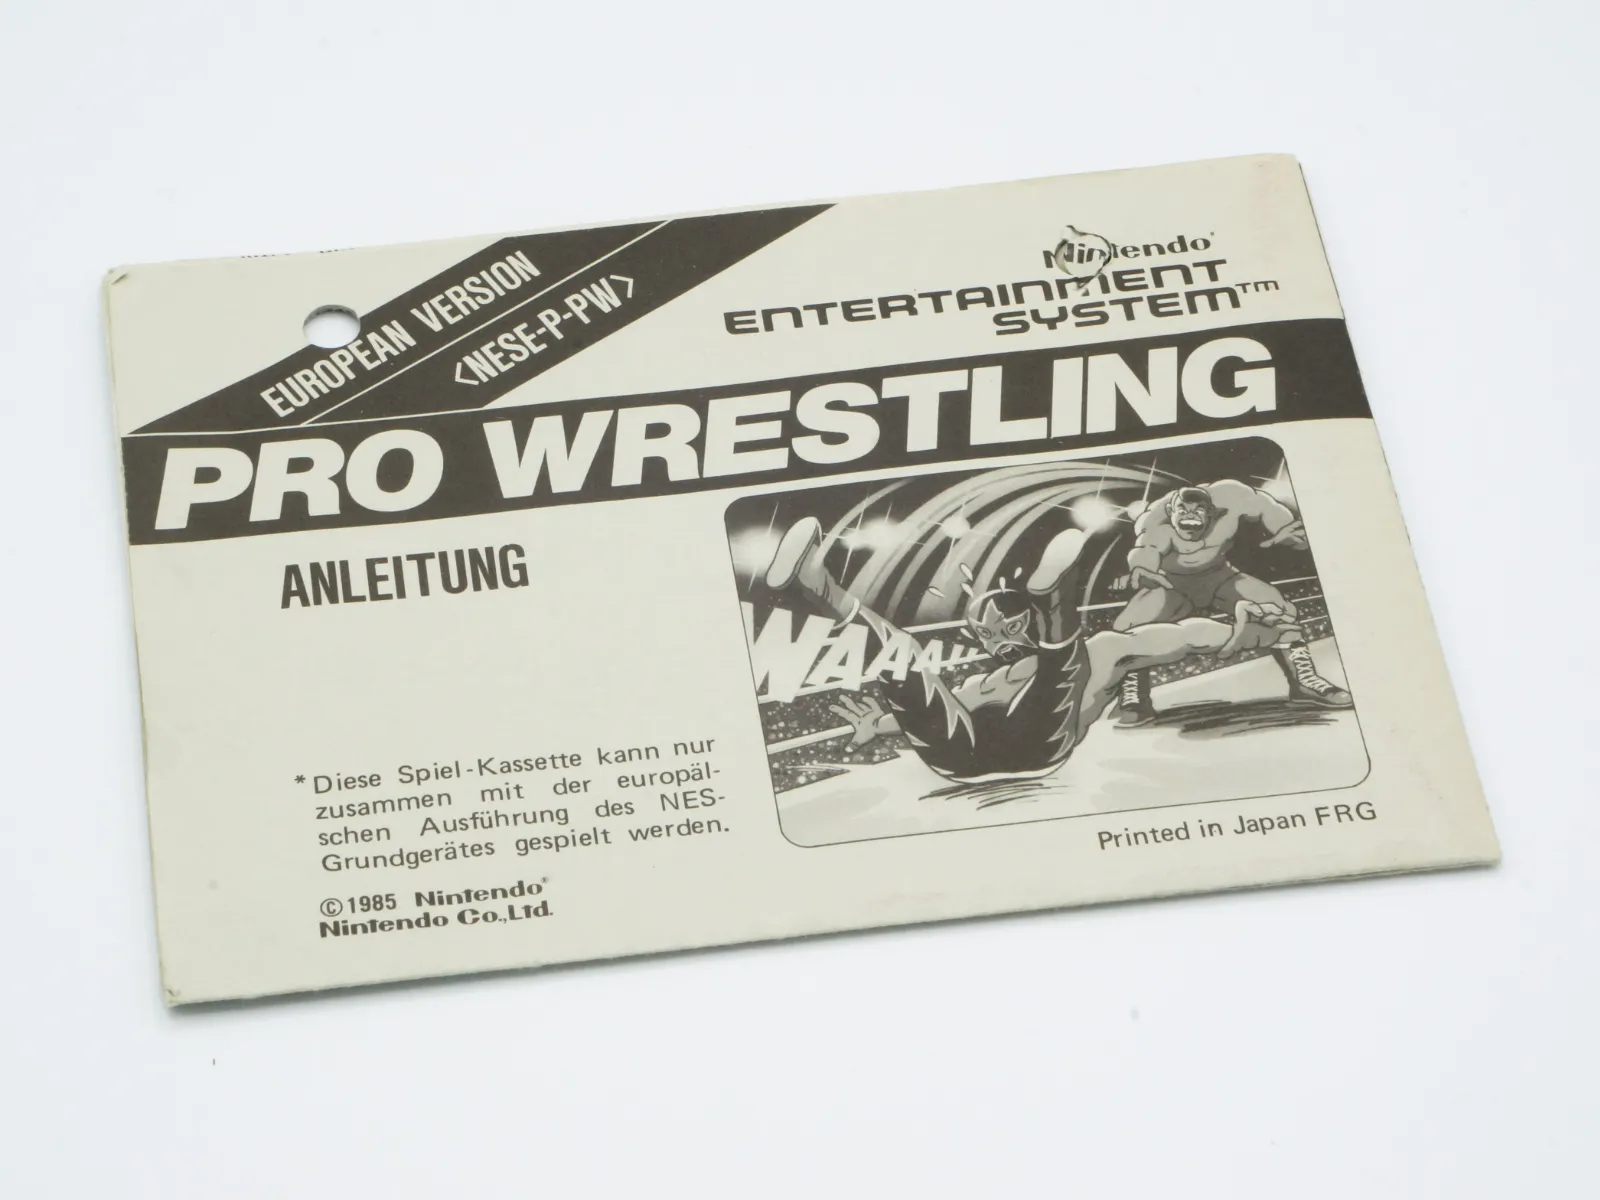 EUROPEAN VERSION
<NESE-P-PW>
Nintendo®
ENTERTAINMENT
SYSTEM™
PRO WRESTLING
ANLEITUNG
WAAAH
*Diese Spiel-Kassette kann nur
zusammen mit der europäl-
schen Ausführung des NES-
Grundgerätes gespielt werden.
©1985 Nintendo®
Nintendo Co.,Ltd.
Printed in Japan FRG